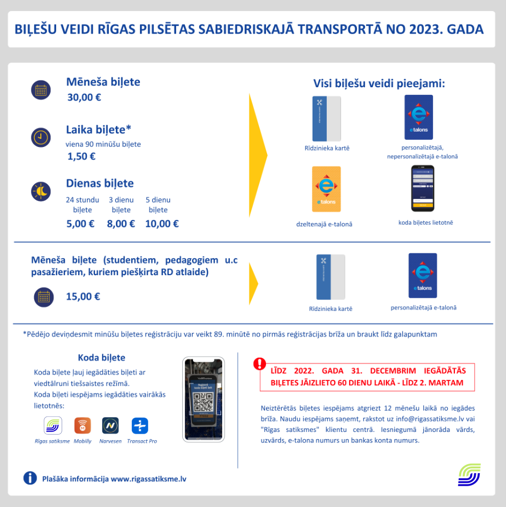 BIĻEŠU VEIDI RĪGAS PILSĒTAS SABIEDRISKAJĀ TRANSPORTĀ NO 2023. GADA
Mēneša biļete
30,00 €
Laika biļete*
viena 90 minūšu biļete
1,50 €
Dienas biļete
24 stundu biļete
5,00 €
3 dienu biļete
8,00 €
5 dienu biļete
10,00 €
Visi biļešu veidi pieejami:
Rīdzinieka kartē
e-talons
personalizētajā,
nepersonalizētajā e-talonā
e-talons
dzeltenajā e-talonā
koda biļetes lietotnē
Mēneša biļete (studentiem, pedagogiem u.c
pasažieriem, kuriem piešķirta RD atlaide)
15,00 €
Rīdzinieka kartē
e-talons
personalizētajā e-talonā
*Pēdējo deviņdesmit minūšu biļetes reģistrāciju var veikt 89. minūtē no pirmās reģistrācijas brīža un braukt līdz galapunktam
Koda biļete
Koda biļete ļauj iegādāties biļeti ar
viedtālruni tiešsaistes režīmā.
Koda biļeti iespējams iegādāties vairākās
lietotnēs:
Rīgas satiksme
Mobilly
Narvesen
Transact Pro
LĪDZ 2022. GADA 31. DECEMBRIM IEGĀDĀTĀS
BIĻETES JĀIZLIETO 60 DIENU LAIKĀ - LĪDZ 2. MARTAM
Neiztērētās biļetes iespējams atgriezt 12 mēnešu laikā no iegādes
brīža. Naudu iespējams saņemt, rakstot uz info@rigassatiksme.lv vai
"Rīgas satiksmes" klientu centrā. Iesniegumā jānorāda vārds,
uzvārds, e-talona numurs un bankas konta numurs.
Plašāka informācija www.rigassatiksme.lv